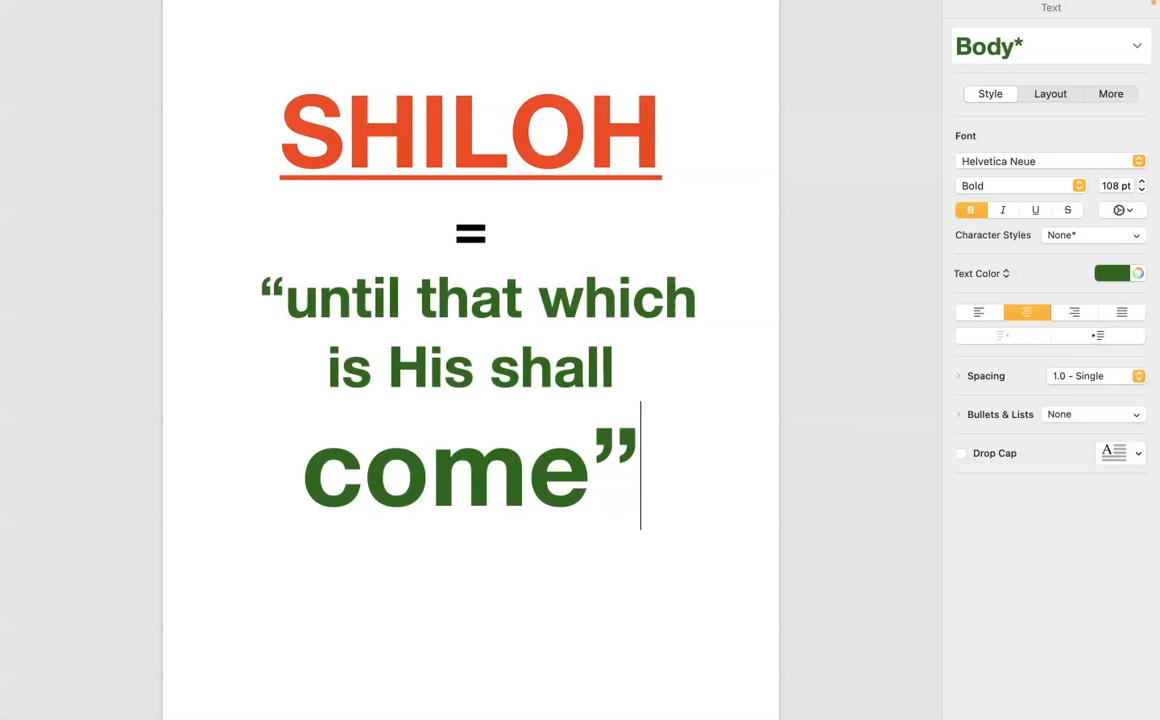 Text
Body*
Style Layout More
Font
Helvetica Neue
Bold 108 pt
B I U S
Character Styles None*
Text Color
Spacing 1.0 - Single
Bullets & Lists None
Drop Cap A
SHILOH
=
“until that which
is His shall
come”